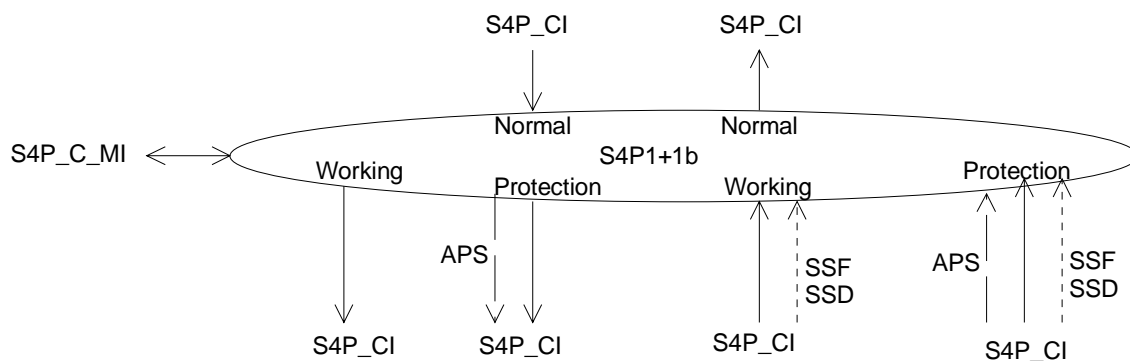 S4P_CI
S4P_CI
Normal
Normal
S4P_C_MI
S4P1+1b
Working
Protection
Working
Protection
APS
SSF
SSD
APS
SSF
SSD
S4P_CI
S4P_CI
S4P_CI
S4P_CI